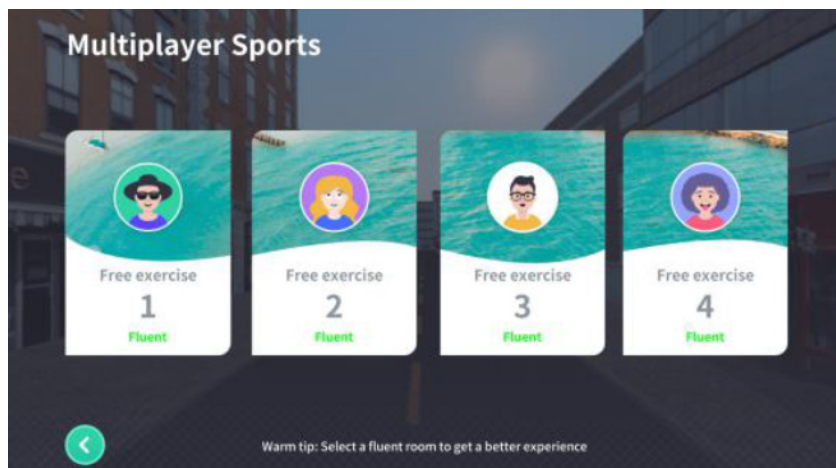 Multiplayer Sports
Free exercise
1
Fluent
Free exercise
2
Fluent
Free exercise
3
Fluent
Free exercise
4
Fluent
Warm tip: Select a fluent room to get a better experience